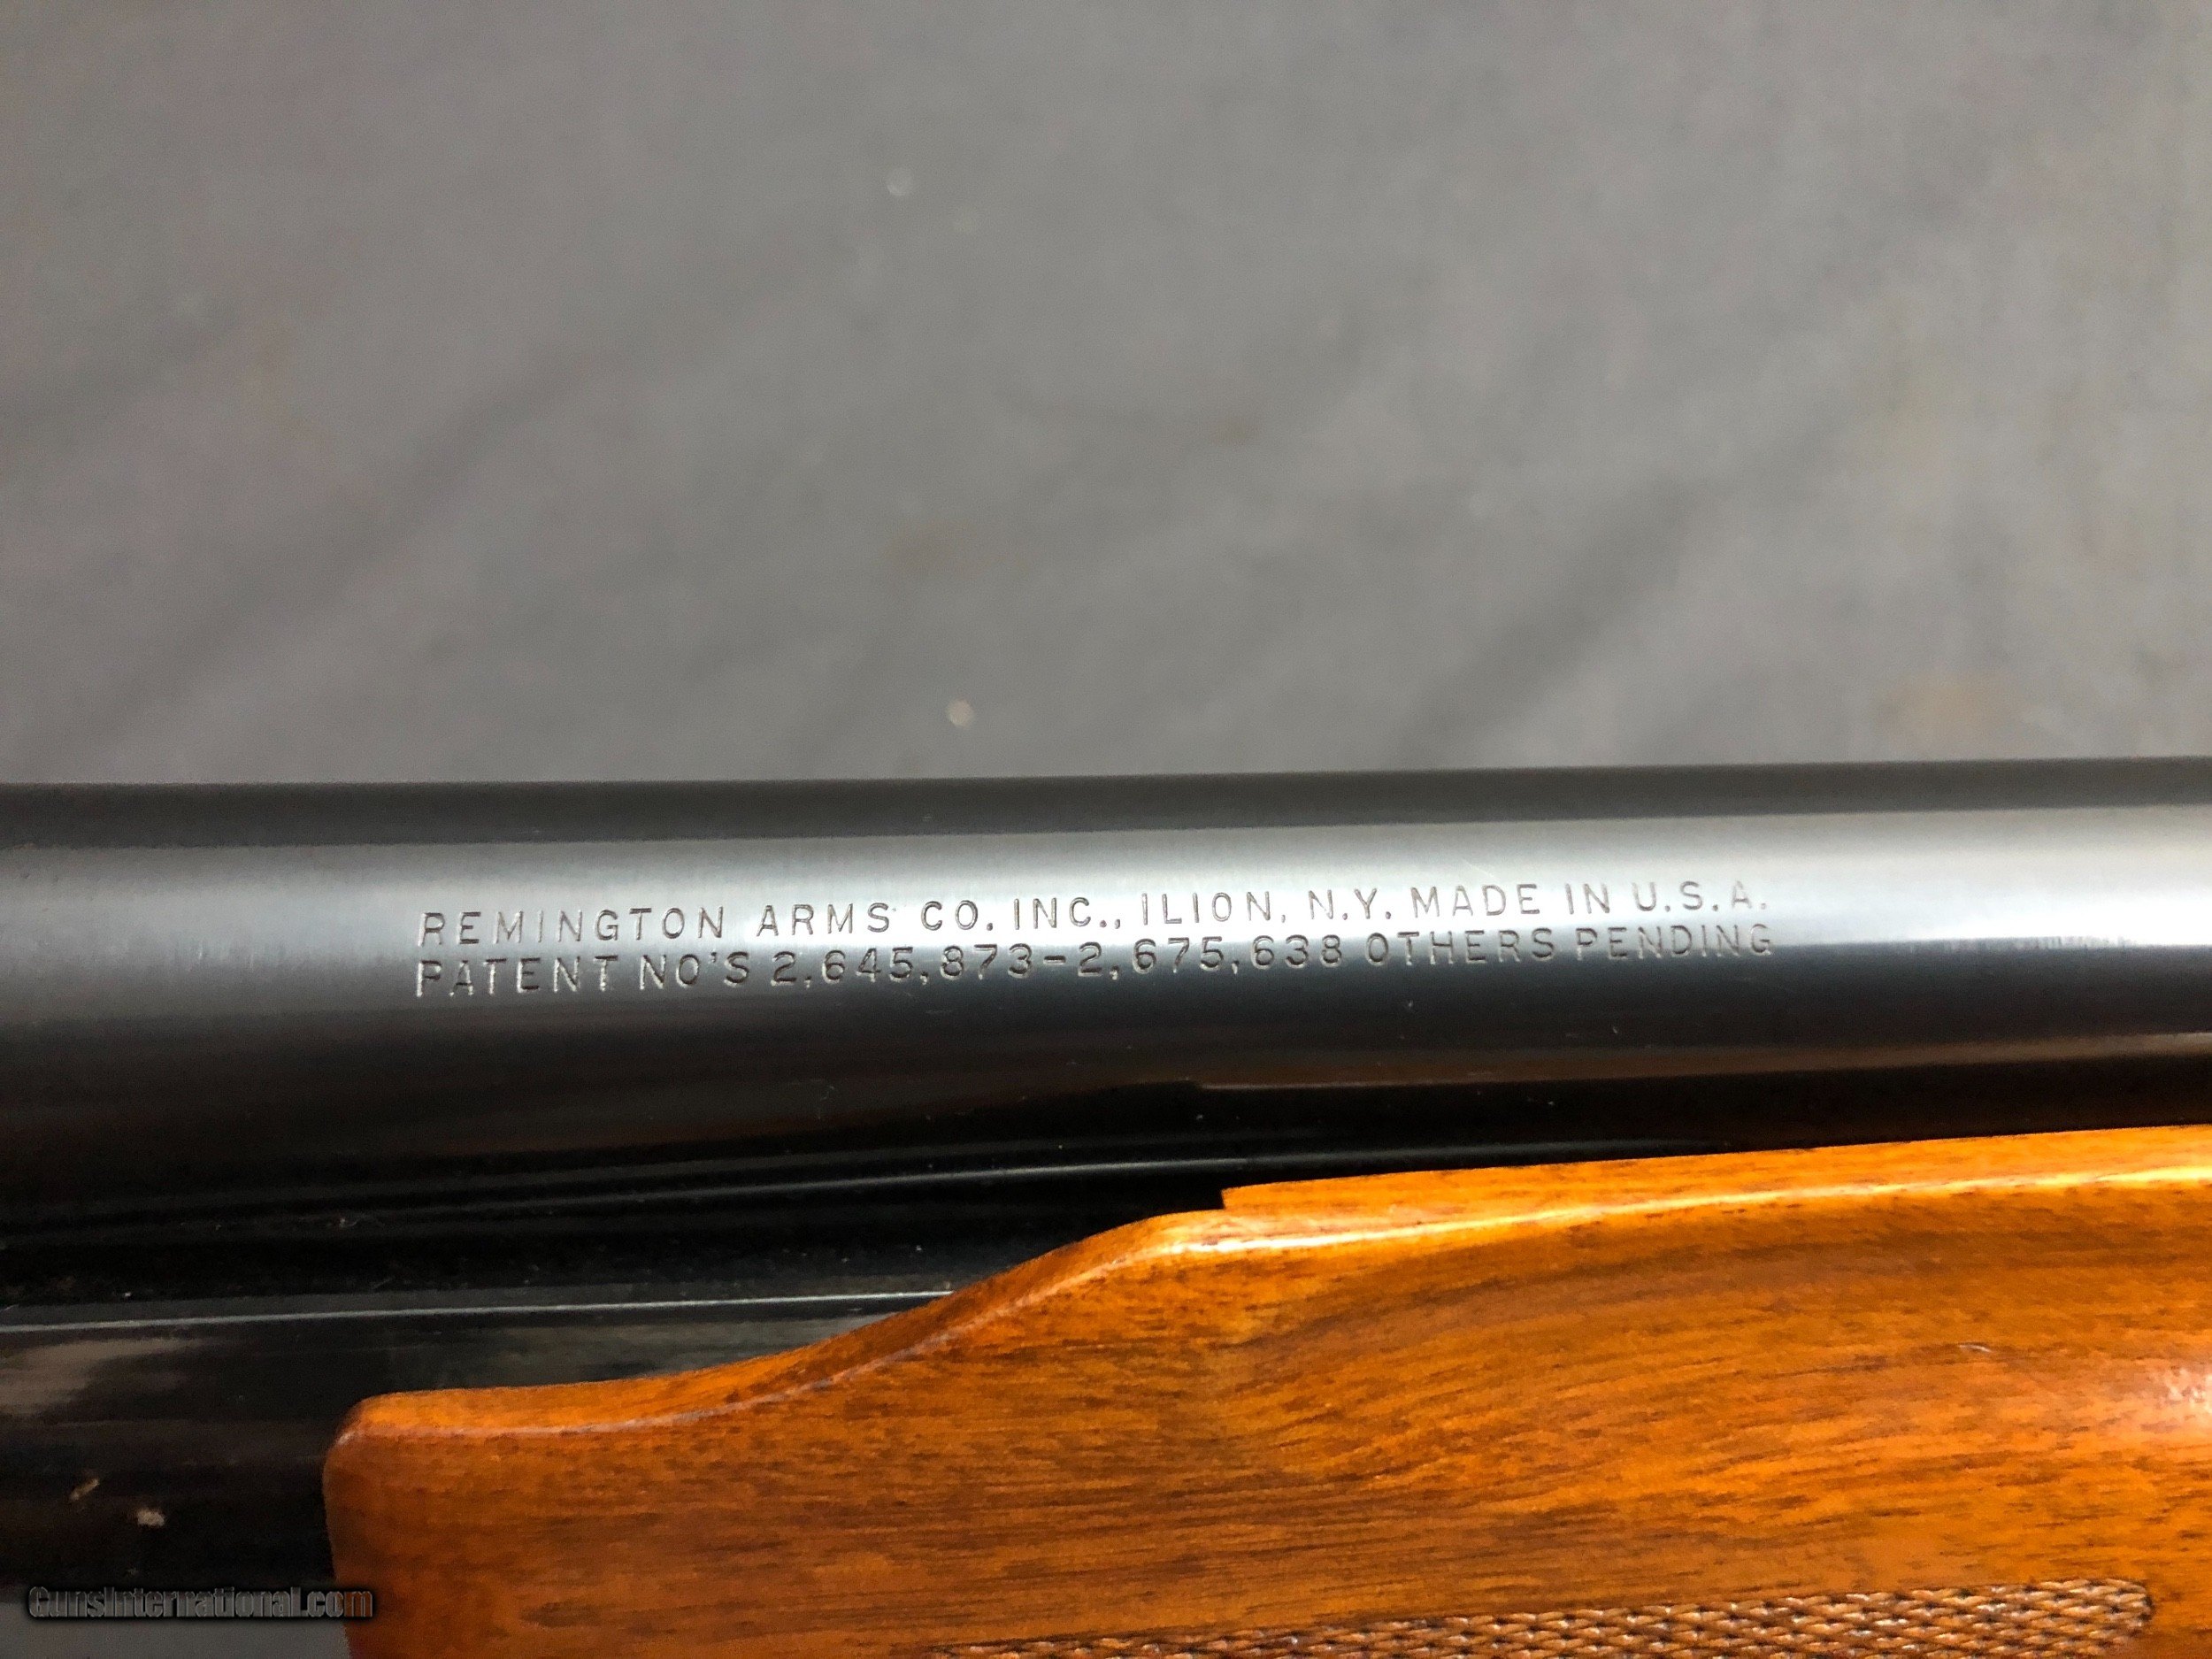 REMINGTON ARMS CO. INC., ILION, N.Y. MADE IN U.S.A.
PATENT NO'S 2,645,873-2,675,638 OTHERS PENDING
GunsInternational.com